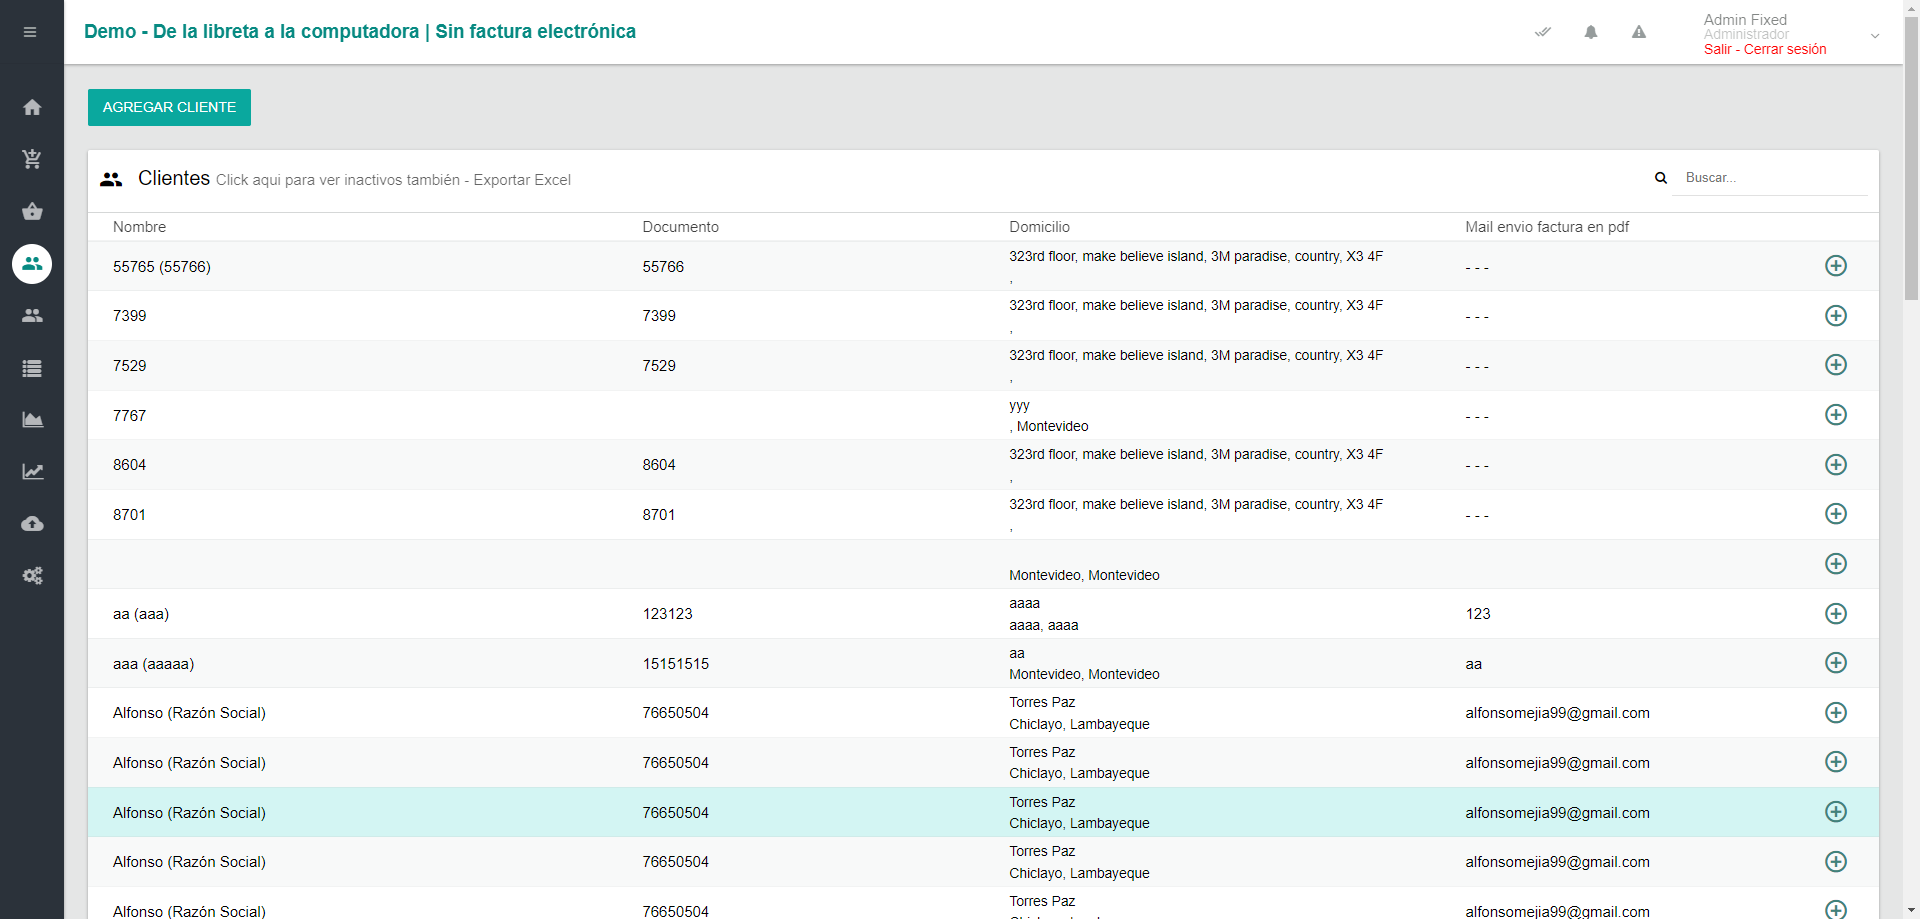 Demo - De la libreta a la computadora | Sin factura electrónica
Admin Fixed
Administrador
Salir - Cerrar sesión
AGREGAR CLIENTE
Clientes Click aqui para ver inactivos también - Exportar Excel
Buscar...
Nombre Documento Domicilio Mail envio factura en pdf
55765 (55766) 55766 323rd floor, make believe island, 3M paradise, country, X3 4F
, - - -
7399 7399 323rd floor, make believe island, 3M paradise, country, X3 4F
, - - -
7529 7529 323rd floor, make believe island, 3M paradise, country, X3 4F
, - - -
7767 yyy
, Montevideo - - -
8604 8604 323rd floor, make believe island, 3M paradise, country, X3 4F
, - - -
8701 8701 323rd floor, make believe island, 3M paradise, country, X3 4F
, - - -
Montevideo, Montevideo
aa (aaa) 123123 aaaa
aaaa, aaaa 123
aaa (aaaaa) 15151515 aa
Montevideo, Montevideo aa
Alfonso (Razón Social) 76650504 Torres Paz
Chiclayo, Lambayeque alfonsomejia99@gmail.com
Alfonso (Razón Social) 76650504 Torres Paz
Chiclayo, Lambayeque alfonsomejia99@gmail.com
Alfonso (Razón Social) 76650504 Torres Paz
Chiclayo, Lambayeque alfonsomejia99@gmail.com
Alfonso (Razón Social) 76650504 Torres Paz
Chiclayo, Lambayeque alfonsomejia99@gmail.com
Alfonso (Razón Social) 76650504 Torres Paz
alfonsomejia99@gmail.com